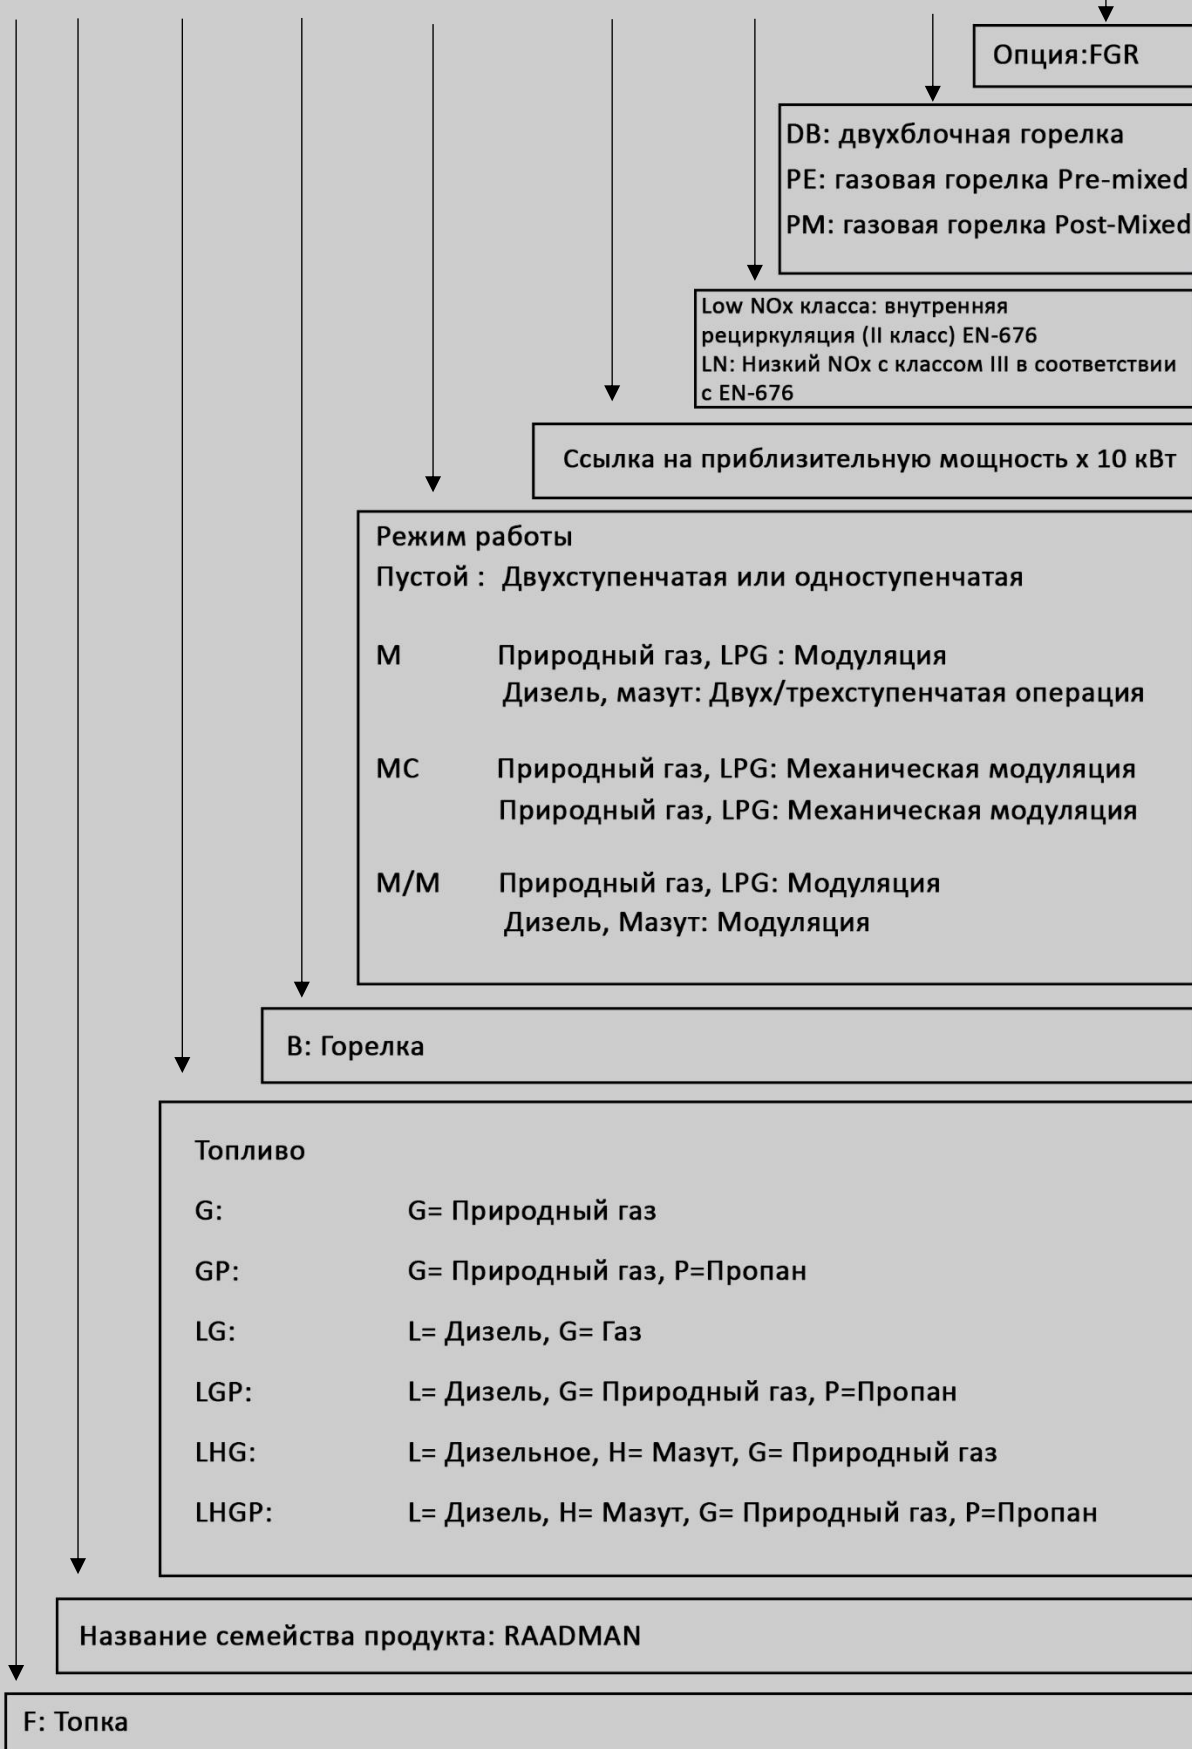 Опция:FGR
DB: двухблочная горелка
PE: газовая горелка Pre-mixed
PM: газовая горелка Post-Mixed
Low NOx класса: внутренняя
рециркуляция (II класс) EN-676
LN: Низкий NOx с классом III в соответствии
с EN-676
Ссылка на приблизительную мощность x 10 кВт
Режим работы
Пустой : Двухступенчатая или одноступенчатая
M Природный газ, LPG : Модуляция
Дизель, мазут: Двух/трехступенчатая операция
MC Природный газ, LPG: Механическая модуляция
Природный газ, LPG: Механическая модуляция
M/M Природный газ, LPG: Модуляция
Дизель, Мазут: Модуляция
B: Горелка
Топливо
G: G= Природный газ
GP: G= Природный газ, P=Пропан
LG: L= Дизель, G= Газ
LGP: L= Дизель, G= Природный газ, P=Пропан
LHG: L= Дизельное, H= Мазут, G= Природный газ
LHGP: L= Дизель, H= Мазут, G= Природный газ, P=Пропан
Название семейства продукта: RAADMAN
F: Топка